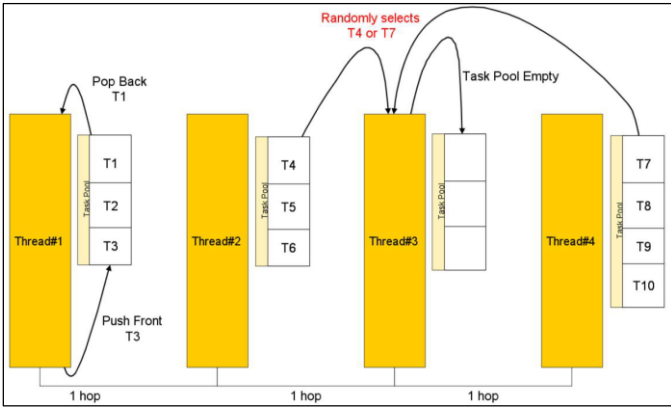 Randomly selects
T4 or T7
Pop Back
T1
Task Pool Empty
Thread#1
Task Pool
T1
T2
T3
Thread#2
Task Pool
T4
T5
T6
Thread#3
Task Pool
Thread#4
Task Pool
T7
T8
T9
T10
Push Front
T3
1 hop
1 hop
1 hop